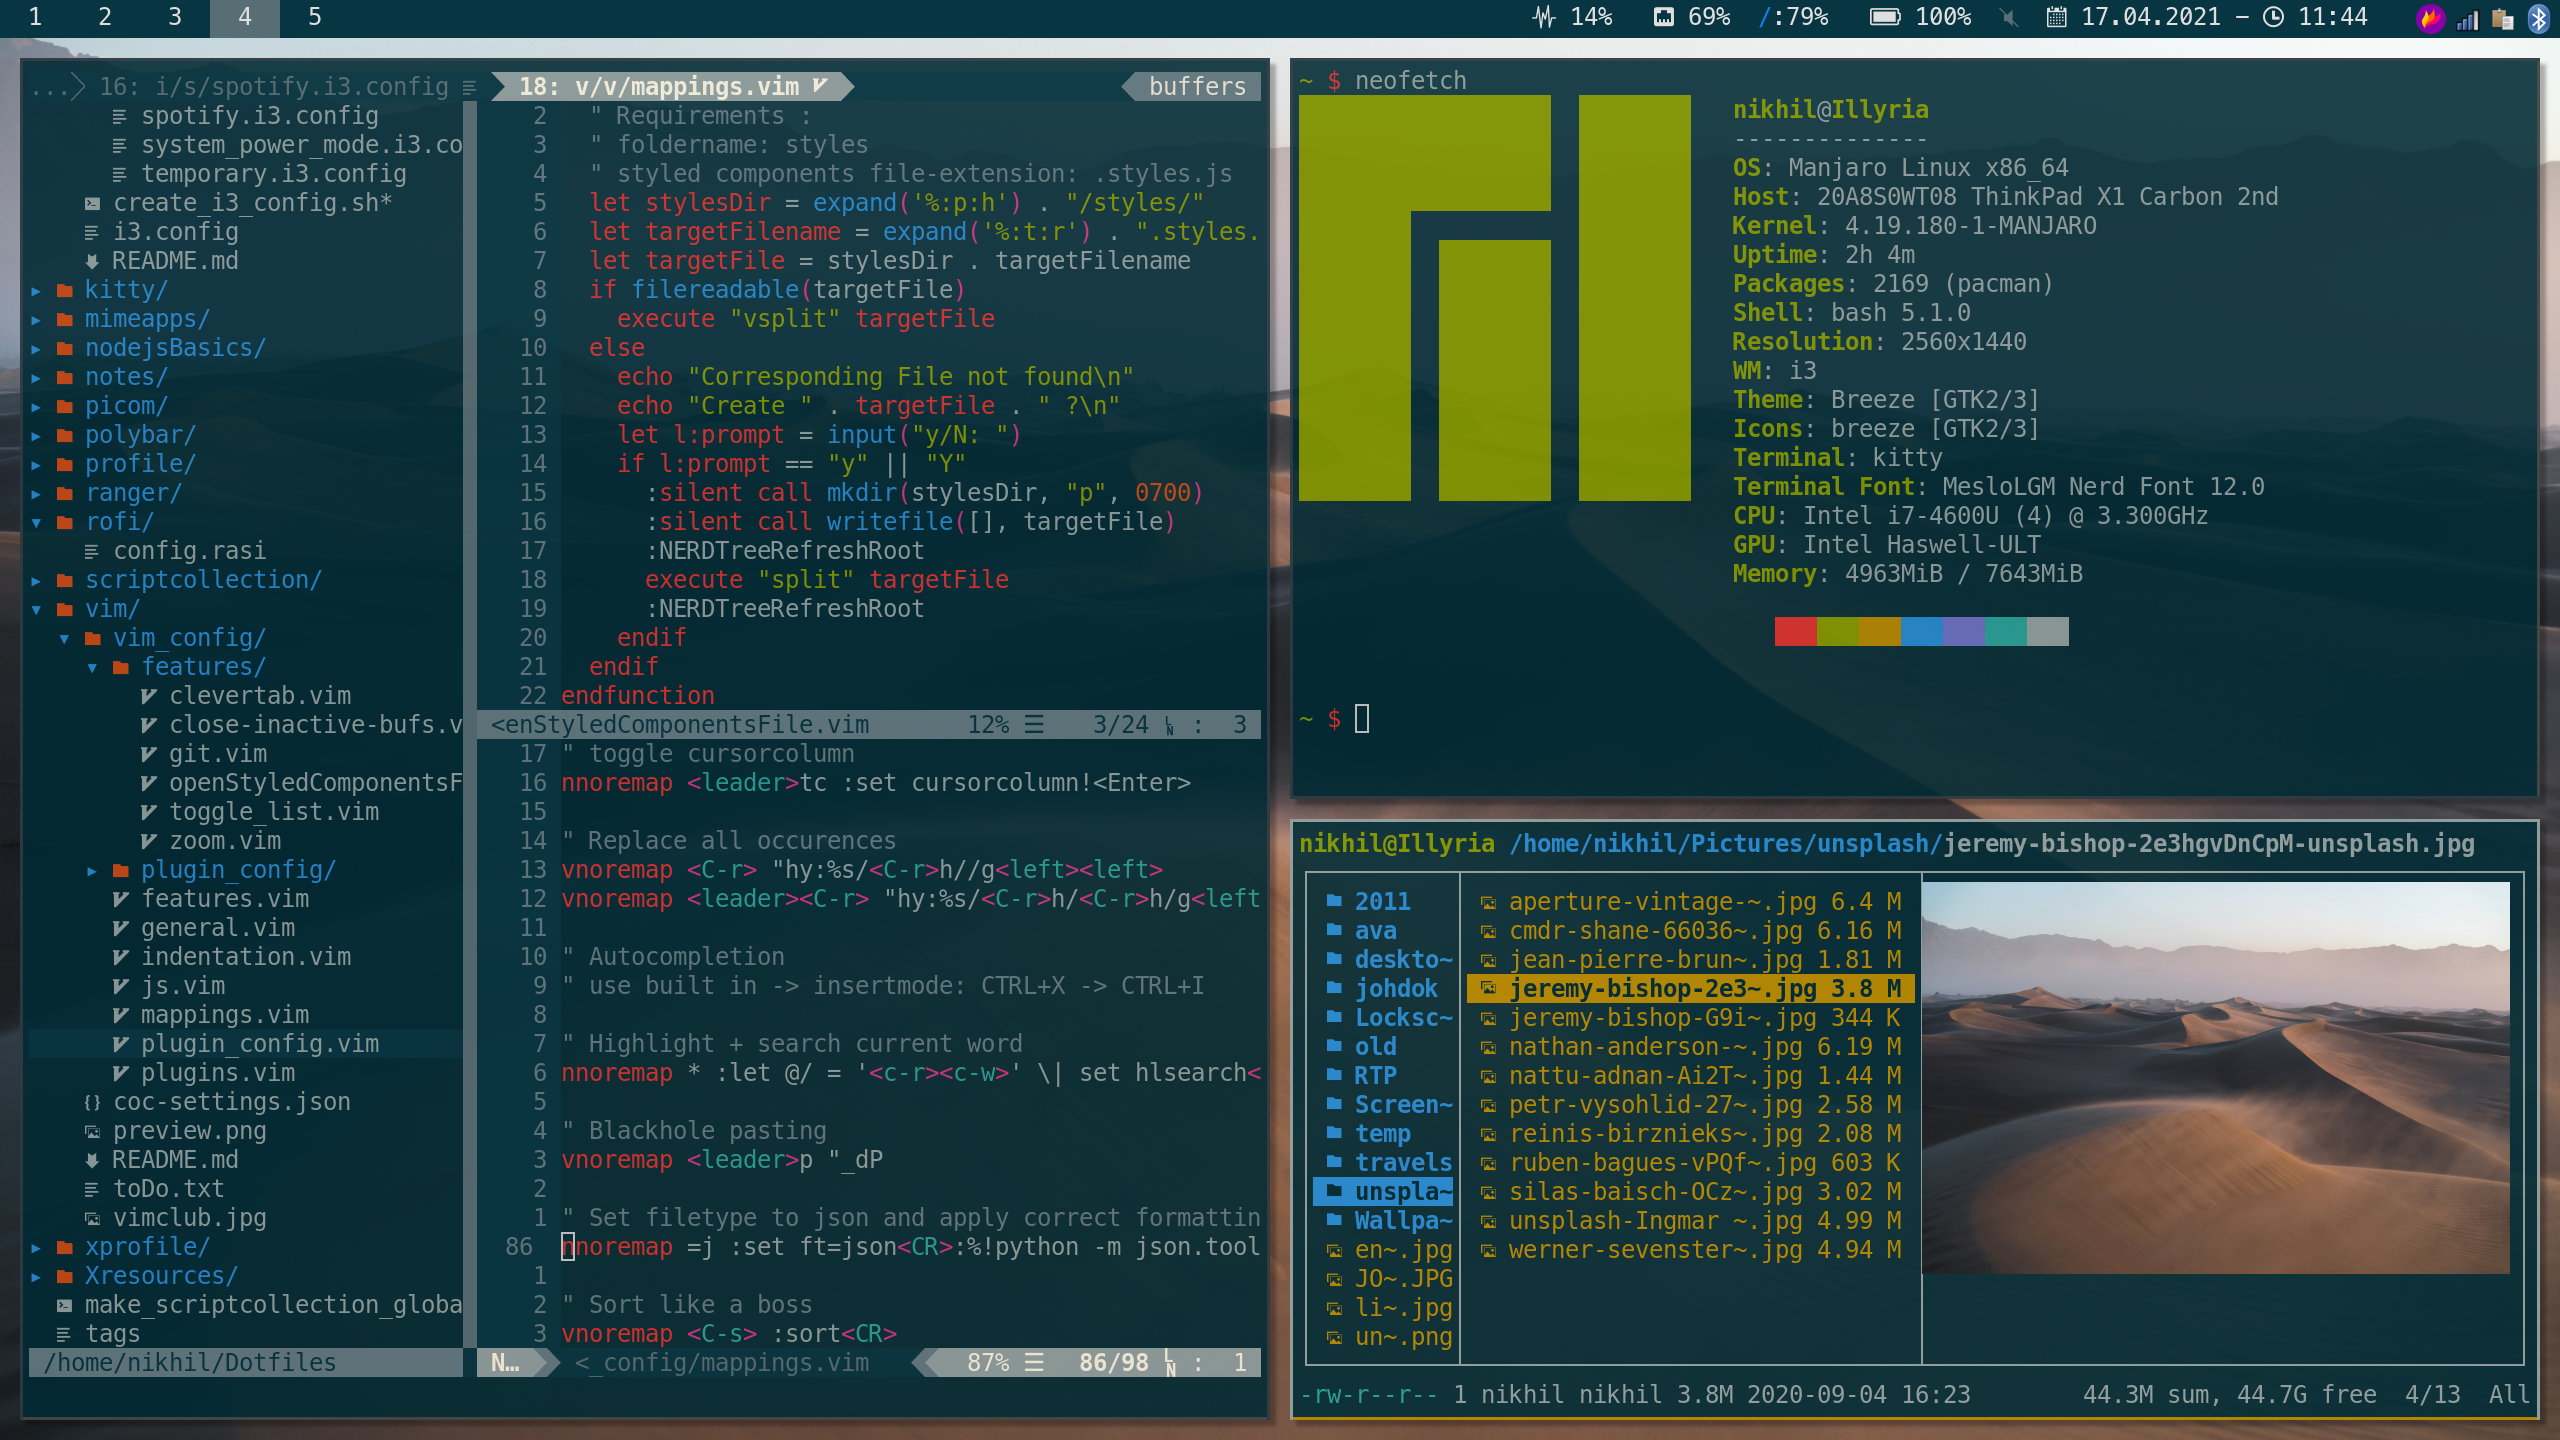 1 2 3 4 5
14% 69% /:79% 100% 17.04.2021 – 11:44
... 16: i/s/spotify.i3.config
spotify.i3.config
system_power_mode.i3.co
temporary.i3.config
create_i3_config.sh*
i3.config
README.md
kitty/
mimeapps/
nodejsBasics/
notes/
picom/
polybar/
profile/
ranger/
rofi/
config.rasi
scriptcollection/
vim/
vim_config/
features/
clevertab.vim
close-inactive-bufs.v
git.vim
openStyledComponentsF
toggle_list.vim
zoom.vim
plugin_config/
features.vim
general.vim
indentation.vim
js.vim
mappings.vim
plugin_config.vim
plugins.vim
coc-settings.json
preview.png
README.md
toDo.txt
vimclub.jpg
xprofile/
Xresources/
make_scriptcollection_globa
tags
/home/nikhil/Dotfiles
18: v/v/mappings.vim buffers
2 " Requirements :
3 " foldername: styles
4 " styled components file-extension: .styles.js
5 let stylesDir = expand('%:p:h') . "/styles/"
6 let targetFilename = expand('%:t:r') . ".styles.
7 let targetFile = stylesDir . targetFilename
8 if filereadable(targetFile)
9 execute "vsplit" targetFile
10 else
11 echo "Corresponding File not found\n"
12 echo "Create " . targetFile . " ?\n"
13 let l:prompt = input("y/N: ")
14 if l:prompt == "y" || "Y"
15 :silent call mkdir(stylesDir, "p", 0700)
16 :silent call writefile([], targetFile)
17 :NERDTreeRefreshRoot
18 execute "split" targetFile
19 :NERDTreeRefreshRoot
20 endif
21 endif
22 endfunction
<enStyledComponentsFile.vim 12% ☰ 3/24 LN : 3
17 " toggle cursorcolumn
16 nnoremap <leader>tc :set cursorcolumn!<Enter>
15
14 " Replace all occurences
13 vnoremap <C-r> "hy:%s/<C-r>h//g<left><left>
12 vnoremap <leader><C-r> "hy:%s/<C-r>h/<C-r>h/g<left
11
10 " Autocompletion
9 " use built in -> insertmode: CTRL+X -> CTRL+I
8
7 " Highlight + search current word
6 nnoremap * :let @/ = '<c-r><c-w>' \| set hlsearch<
5
4 " Blackhole pasting
3 vnoremap <leader>p "_dP
2
1 " Set filetype to json and apply correct formattin
86 nnoremap =j :set ft=json<CR>:%!python -m json.tool
1
2 " Sort like a boss
3 vnoremap <C-s> :sort<CR>
N… <_config/mappings.vim 87% ☰ 86/98 LN : 1
~ $ neofetch
nikhil@Illyria
--------------
OS: Manjaro Linux x86_64
Host: 20A8S0WT08 ThinkPad X1 Carbon 2nd
Kernel: 4.19.180-1-MANJARO
Uptime: 2h 4m
Packages: 2169 (pacman)
Shell: bash 5.1.0
Resolution: 2560x1440
WM: i3
Theme: Breeze [GTK2/3]
Icons: breeze [GTK2/3]
Terminal: kitty
Terminal Font: MesloLGM Nerd Font 12.0
CPU: Intel i7-4600U (4) @ 3.300GHz
GPU: Intel Haswell-ULT
Memory: 4963MiB / 7643MiB
~ $
nikhil@Illyria /home/nikhil/Pictures/unsplash/jeremy-bishop-2e3hgvDnCpM-unsplash.jpg
2011
ava
deskto~
johdok
Locksc~
old
RTP
Screen~
temp
travels
unspla~
Wallpa~
en~.jpg
JO~.JPG
li~.jpg
un~.png
aperture-vintage-~.jpg 6.4 M
cmdr-shane-66036~.jpg 6.16 M
jean-pierre-brun~.jpg 1.81 M
jeremy-bishop-2e3~.jpg 3.8 M
jeremy-bishop-G9i~.jpg 344 K
nathan-anderson-~.jpg 6.19 M
nattu-adnan-Ai2T~.jpg 1.44 M
petr-vysohlid-27~.jpg 2.58 M
reinis-birznieks~.jpg 2.08 M
ruben-bagues-vPQf~.jpg 603 K
silas-baisch-OCz~.jpg 3.02 M
unsplash-Ingmar ~.jpg 4.99 M
werner-sevenster~.jpg 4.94 M
-rw-r--r-- 1 nikhil nikhil 3.8M 2020-09-04 16:23 44.3M sum, 44.7G free 4/13 All